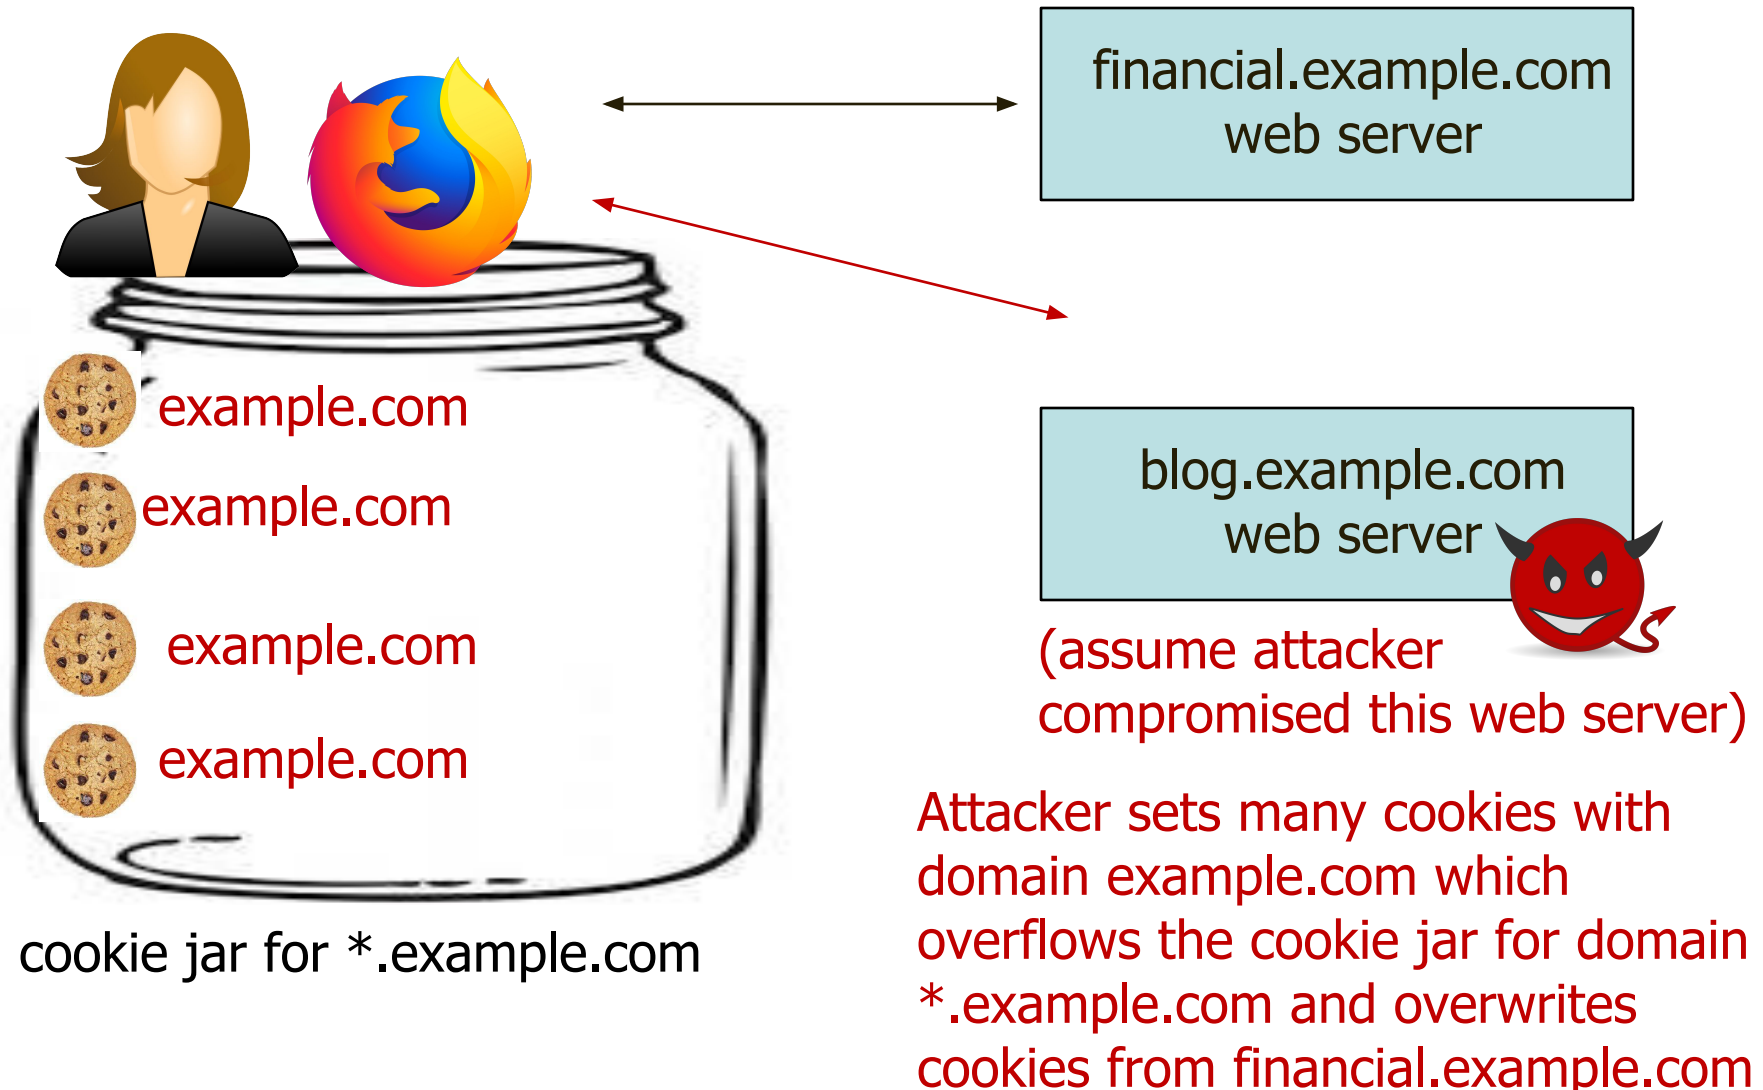 financial.example.com
web server
example.com
example.com
example.com
example.com
cookie jar for *.example.com
blog.example.com
web server
(assume attacker
compromised this web server)
Attacker sets many cookies with
domain example.com which
overflows the cookie jar for domain
*.example.com and overwrites
cookies from financial.example.com